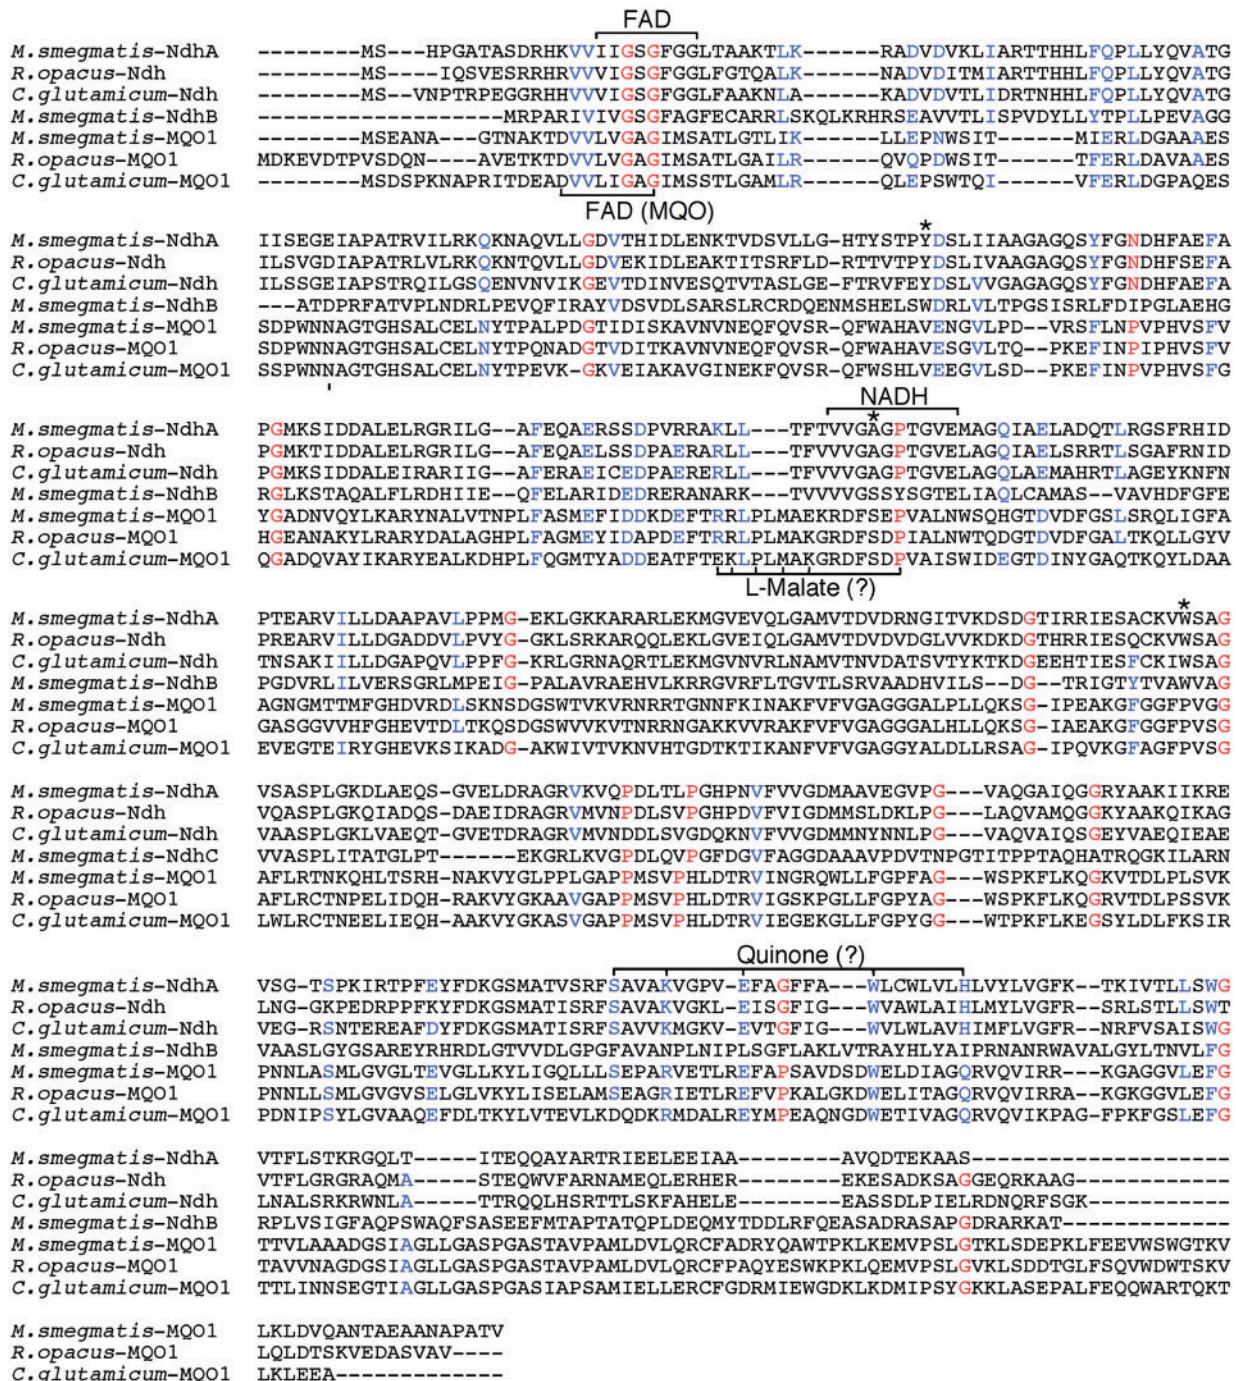 FAD
M.smegmatis-NdhA --------MS---HPGATASDRHKVVIIGSGFGGLTAAKTLK------RADVDVKLIARTTHHLFQPLLYQVATG
R.opacus-Ndh --------MS----IQSVESRRHRVVVIGSGFGGLFGTQALK------NADVDITMIARTTHHLFQPLLYQVATG
C.glutamicum-Ndh --------MS--VNPTRPEGGRHHVVVIGSGFGGLFAAKNLA------KADVDVTLIDRTNHHLFQPLLYQVATG
M.smegmatis-NdhB -------------------MRPARIVIVGSGFAGFECARRLSKQLKRHRSEAVVTLISPVDYLLYTPLLPEVAGG
M.smegmatis-MQO1 --------MSEANA----GTNAKTDVVLVGAGIMSATLGTLIK------LLEPNWSIT------MIERLDGAAAES
R.opacus-MQO1 MDKEVDTPVSDQN----AVETKTDVVLVGAGIMSATLGAILR------QVQPDWSIT------TFERLDAVAAES
C.glutamicum-MQO1 --------MSDSPKNAPRITDEADVVLIGAGIMSSTLGAMLR------QLEPSWTQI------VFERLDGPAQES
FAD (MQO)
*
M.smegmatis-NdhA IISEGEIAPATRVILRKQKNAQVLLGDVTHIDLENKTVDSVLLG-HTYSTPYDSLIIAAGAGQSYFGNDHFAEFA
R.opacus-Ndh ILSVGDIAPATRLVLRKQKNTQVLLGDVEKIDLEAKTITSRFLD-RTTVTPYDSLIVAAGAGQSYFGNDHFSEFA
C.glutamicum-Ndh ILSSGEIAPSTRQILGSQENVNVIKGEVTDINVESQTVTASLGE-FTRVFEYDSLVVGAGAGQSYFGNDHFAEFA
M.smegmatis-NdhB ---ATDPRFATVPLNDRLPEVQFIRAYVDSVDLSARSLRCRDQENMSHELSWDRLVLTPGSISRLFDIPGLAEHG
M.smegmatis-MQO1 SDPWNNAGTGHSALCELNYTPALPDGTIDISKAVNVNEQFQVSR-QFWAHAVENGVLPD--VRSFLNPVPHVSFV
R.opacus-MQO1 SDPWNNAGTGHSALCELNYTPQNADGTVDITKAVNVNEQFQVSR-QFWAHAVESGVLTQ--PKEFINPIPHVSFV
C.glutamicum-MQO1 SSPWNNAGTGHSALCELNYTPEVK-GKVEIAKAVGINEKFQVSR-QFWSHLVEEGVLSD--PKEFINPVPHVSFG
NADH
*
M.smegmatis-NdhA PGMKSIDDALELRGRILG--AFEQAERSSDPVRRAKLL---TFTVVGAGPTGVEMAGQIAELADQTLRGSFRHID
R.opacus-Ndh PGMKTIDDALELRGRIFG--AFEQAELSSDPAERARLL---TFVVVGAGPTGVELAGQIAELSRRTLSGAFRNID
C.glutamicum-Ndh PGMKSIDDALEIRARIIG--AFERAEICEDPAERERLL---TFVVVGAGPTGVELAGQLAEMAHRTLAGEYKNFN
M.smegmatis-NdhB RGLKSTAQALFLRDHIIE--QFELARIDEDRERANARK---TVVVVGSSYSGTELIAQLCAMAS-VAVHDFGFE
M.smegmatis-MQO1 YGADNVQYLKARYNALVTNPLFASMEFIDDKDEFTRRLPLMAEKRDFSEPVALNWSQHGTDVDFGSLSRQLIGFA
R.opacus-MQO1 HGEANAKYLRARYDALAGHPLFAGMEYIDAPDEFTRRLPLMAKGRDFSDPIALNWTQDGTDVDFGALTKQLLGYV
C.glutamicum-MQO1 QGADQVAYIKARYEALKDHPLFQGMTYADDEATFTEKLPLMAKGRDFSDPVAISWIDEGTDINYGAQTKQYLDAA
L-Malate (?)
*
M.smegmatis-NdhA PTEARVILLDAAPAVLPPMG-EKLGKKARARLEKMGVEVQLGAMVTDVDRNGITVKDSDGTIRRIESACKVWSAG
R.opacus-Ndh PREARVILLDGADDVLPVYG-GKLSRKARQQLEKLGVEIQLGAMVTDVDVDGLVVKDKDGTHRRIESQCKVWSAG
C.glutamicum-Ndh TNSAKIILLDGAPQVLPPFG-KRLGRNAQRTLEKMGVNVRLNAMVTNVDATSVTYKTKDGEEHTIESFCKIWSAG
M.smegmatis-NdhB PGDVRLILVERSGRLMPEIG-PALAVRAEHVLKRRGVRFLTGVTLSRVAADHVILS--DG--TRIGTYTVAWVAG
M.smegmatis-MQO1 AGNGMTTMFGHDVRDLSKNSDGSWTVKVRNRRTGNNFKINAKFVFVGAGGGALPLLQKSG-IPEAKGFGGFPVGG
R.opacus-MQO1 GASGGVVHFGHEVTDLTKQSDGSWVVKVTNRRNGAKKVVRAKFVFVGAGGGALHLLQKSG-IAEAKGFGGFPVSG
C.glutamicum-MQO1 EVEGTEIRYGHEVKSIKADG-AKWIVTVKNVHTGDTKTIKANFVFVGAGGYALDLLRSAG-IPQVKGFAGFPVSG
M.smegmatis-NdhA VSASPLGKDLAEQS-GVELDRAGRVKVQPDLTLPGHPNVFVVGDMAAVEGVPG---VAQGAIQGGRYAAKIIKRE
R.opacus-Ndh VQASPLGKQIADQS-DAEIDRAGRVMVNPDLSVPGHPDVFVIGDMMSLDKLPG---LAQVAMQGGKYAAKQIKAG
C.glutamicum-Ndh VAASPLGKLVAEQT-GVETDRAGRVMVNDDLSVGDQKNVFVVGDMMNYNNLPG---VAQVAIQSGEYVAEQIEAE
M.smegmatis-NdhC VVASPLITATGLPT------EKGRLKVGPDLQVPGFDGVFAGGDAAAVPDVTNPGTITPPTAQHATRQGKILARN
M.smegmatis-MQO1 AFLRTNKQHLTSRH-NAKVYGLPPLGAPPMSVPHLDTRVINGRQWLLFGPFAG---WSPKFLKQGKVTDLPLSVK
R.opacus-MQO1 AFLRCTNPELIDQH-RAKVYGKAAVGAPPMSVPHLDTRVIGSKPGLLFGPYAG---WSPKFLKQGRVTDLPSSVK
C.glutamicum-MQO1 LWLRCTNEELIEQH-AAKVYGKASVGAPPMSVPHLDTRVIEGEKGLLFGPYGG---WTPKFLKEGSYLDLFKSIR
Quinone (?)
M.smegmatis-NdhA VSG-TSPKIRTPFEYFDKGSMATVSRFSAVAKVGPV-EFAGFFA---WLCWLVLHLVYLVGFK--TKIVTLLSWG
R.opacus-Ndh LNG-GKPEDRPPFKYFDKGSMATISRFSAVAKVGKL-EISGFIG---WVAWLAIHLMYLVGFR--SRLSTLLSWT
C.glutamicum-Ndh VEG-RSNTEREAFDYFDKGSMATISRFSAVVKMGKV-EVTGFIG---WVLWLAVHIMFLVGFR--NRFVSAISWG
M.smegmatis-NdhB VAASLGYGSAREYRHRDLGTVVDLGPGFAVANPLNIPLSGFLAKLVTRAYHLYAIPRNANRWAVALGYLTNVLFG
M.smegmatis-MQO1 PNNLASMLGVGLTEVGLLKYLIGQLLLSEPARVETLREFAPSAVDSDWELDIAGQRVQVIRR--KGAGGVLEFG
R.opacus-MQO1 PNNLLSMLGVGVSELGLVKYLISELAMSEAGRIETLREFVPKALGKDWELITAGQRVQVIRRA-KGKGGVLEFG
C.glutamicum-MQO1 PDNIPSYLGVAAQEFDLTKYLVTEVLKDQDKRMDALREYMPEAQNGDWETIVAGQRVQVIKPAG-FPKFGSLEFG
M.smegmatis-NdhA VTFLSTKRGQLT-----ITEQQAYARTRIEELEEIAA--------AVQDTEKAAS--------------------
R.opacus-Ndh VTFLGRGRAQMA-----STEQWVFARNAMEQLERHER--------EKESADKSAGGEQRKAAG------------
C.glutamicum-Ndh LNALSRKRWNLA-----TTRQQLHSRTTLSKFAHELE--------EASSDLPIELRDNQRFSGK-----------
M.smegmatis-NdhB RPLVSIGFAQPSWAQFSASEEFMTAPTATQPLDEQMYTDDLRFQEASADRASAPGDRARKAT-------------
M.smegmatis-MQO1 TTVLAAADGSIAGLLGASPGASTAVPAMLDVLQRCFADRYQAWTPKLKEMVPSLGTKLSDEPKLFEEVWSWGTKV
R.opacus-MQO1 TAVVNAGDGSIAGLLGASPGASTAVPAMLDVLQRCFPAQYESWKPKLQEMVPSLGVKLSDDTGLFSQVWDWTSKV
C.glutamicum-MQO1 TTLINNSEGTIAGLLGASPGASIAPSAMIELLERCFGDRMIEWGDKLKDMIPSYGKKLASEPALFEQQWARTQKT
M.smegmatis-MQO1 LKLDVQANTAEAANAPATV
R.opacus-MQO1 LQLDTSKVEDASVAV----
C.glutamicum-MQO1 LKLEEA-------------